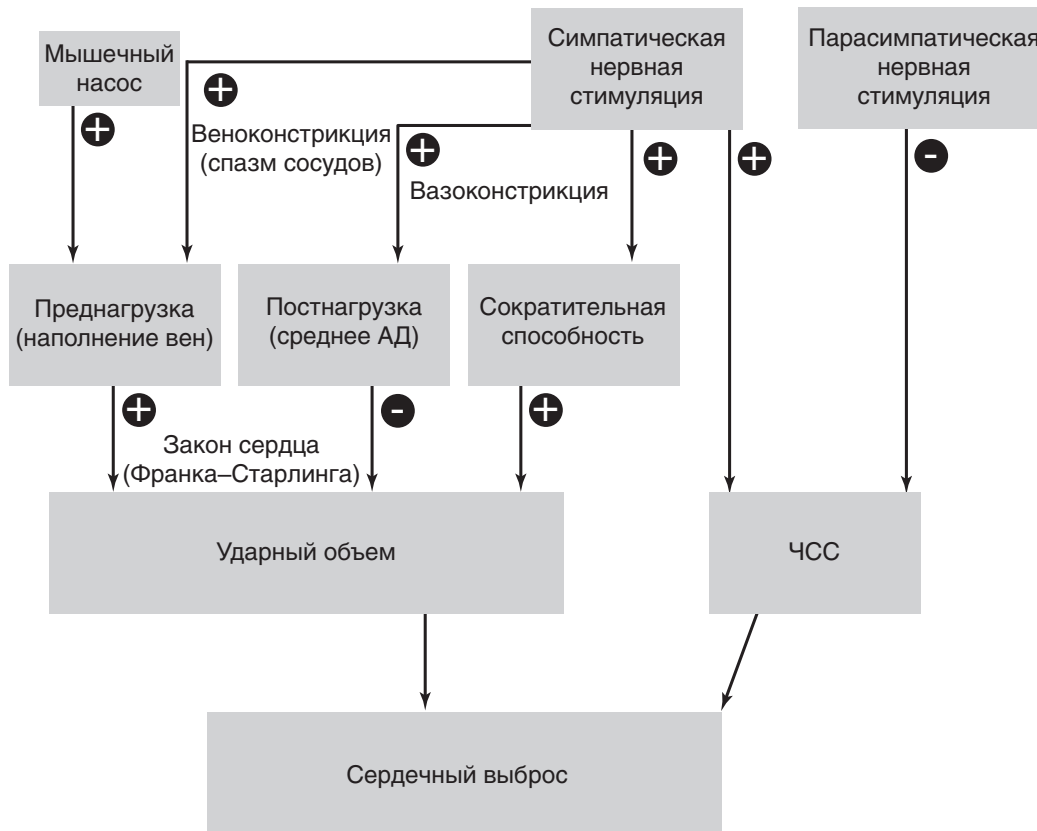 Мышечный
насос
Симпатическая
нервная
стимуляция
Парасимпатическая
нервная
стимуляция
+
+
Веноконстрикция
(спазм сосудов)
+
Вазоконстрикция
+
+
-
Преднагрузка
(наполнение вен)
Постнагрузка
(среднее АД)
Сократительная
способность
+
-
+
Закон сердца
(Франка–Старлинга)
Ударный объем
ЧСС
Сердечный выброс